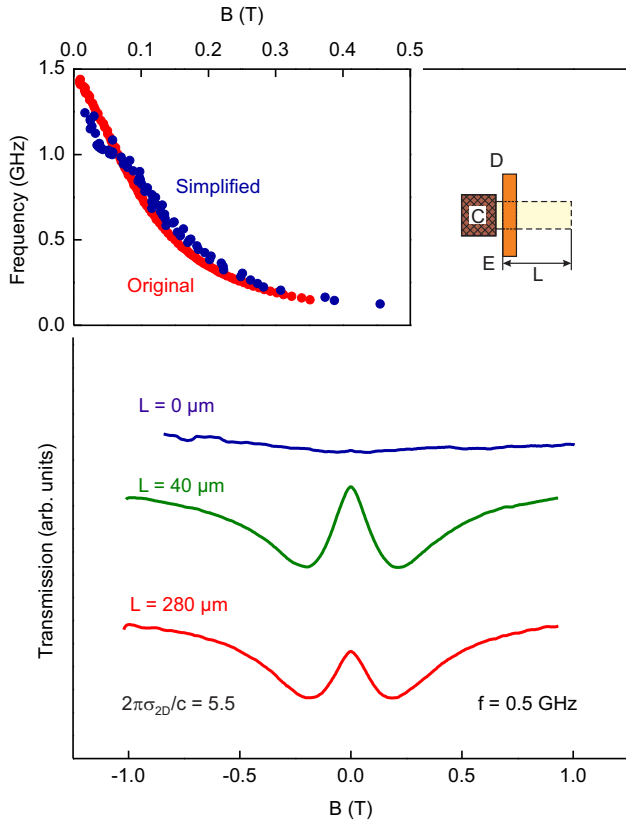 B (T)
0.0 0.1 0.2 0.3 0.4 0.5
1.5
1.0
0.5
0.0
Frequency (GHz)
Simplified
Original
D
C
E
L
L = 0 μm
L = 40 μm
L = 280 μm
2πσ2D/c = 5.5
f = 0.5 GHz
Transmission (arb. units)
-1.0 -0.5 0.0 0.5 1.0
B (T)